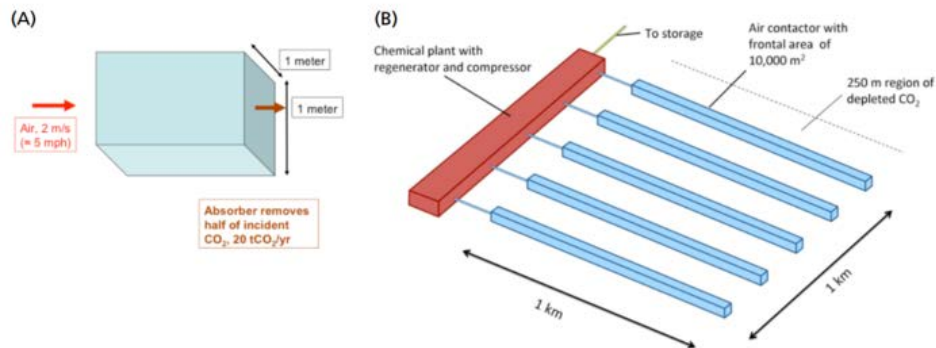 (A)
1 meter
1 meter
Air, 2 m/s
(≈ 5 mph)
Absorber removes
half of incident
CO₂, 20 tCO₂/yr
(B)
To storage
Chemical plant with
regenerator and compressor
Air contactor with
frontal area of
10,000 m²
250 m region of
depleted CO₂
1 km
1 km